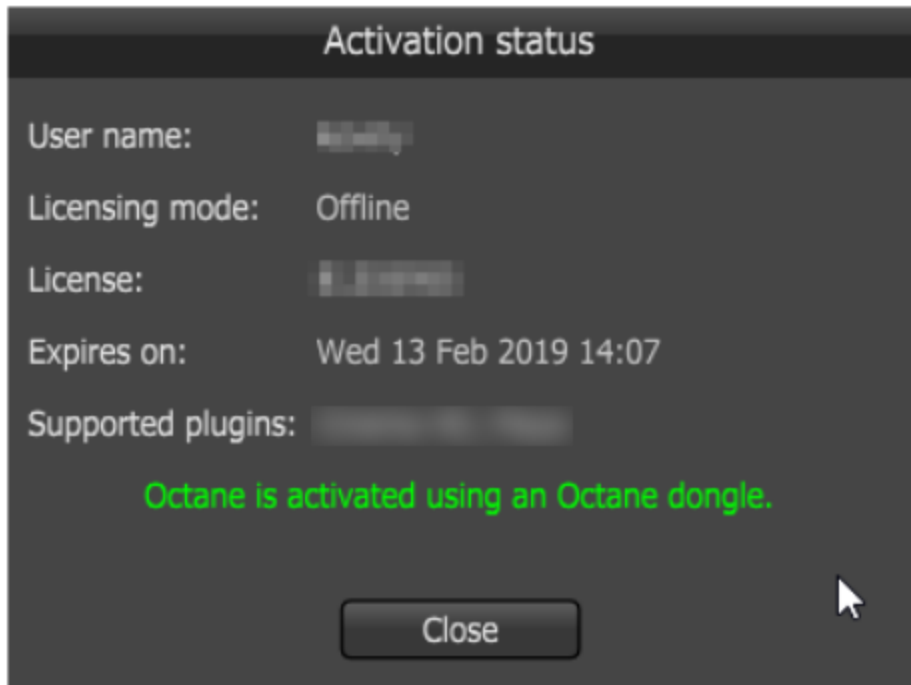 Activation status
User name:
Licensing mode: Offline
License:
Expires on: Wed 13 Feb 2019 14:07
Supported plugins:
Octane is activated using an Octane dongle.
Close